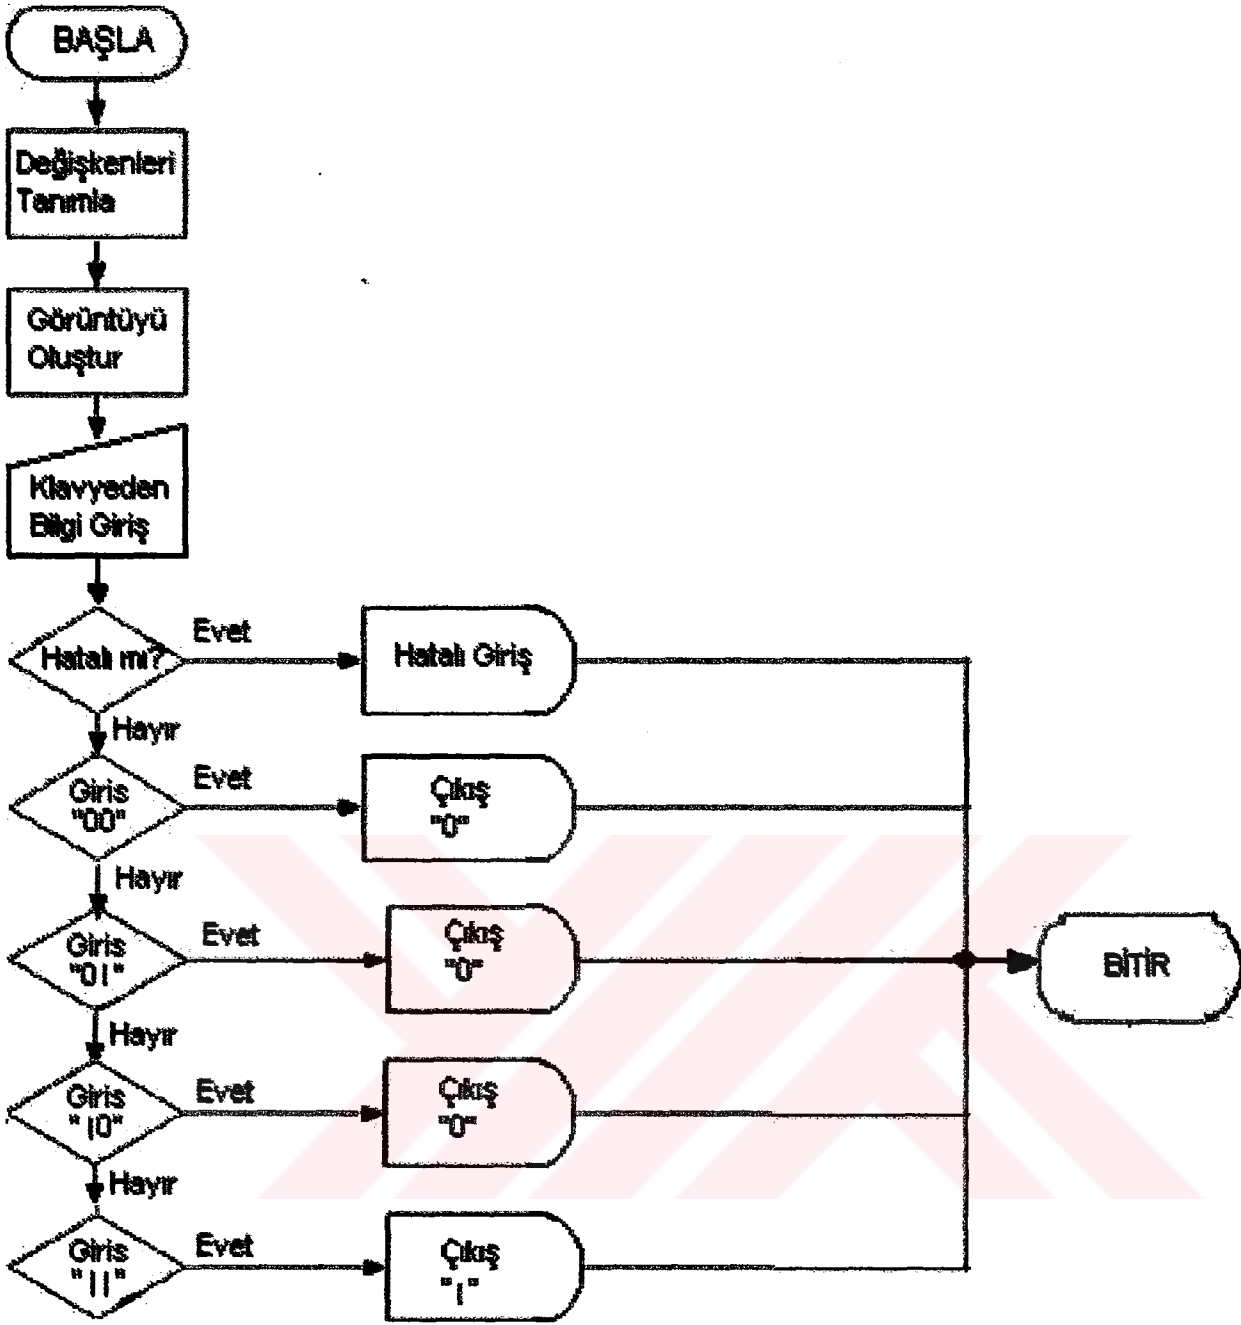 BAŞLA
Değişkenleri
Tanımla
Görüntüyü
Oluştur
Klavyeden
Bilgi Giriş
Hatalı mı?
Evet
Hatalı Giriş
Hayır
Giris
"00"
Evet
Çıkış
"0"
Hayır
Giris
"01"
Evet
Çıkış
"0"
BİTİR
Hayır
Giris
"10"
Evet
Çıkış
"0"
Hayır
Giris
"11"
Evet
Çıkış
"1"